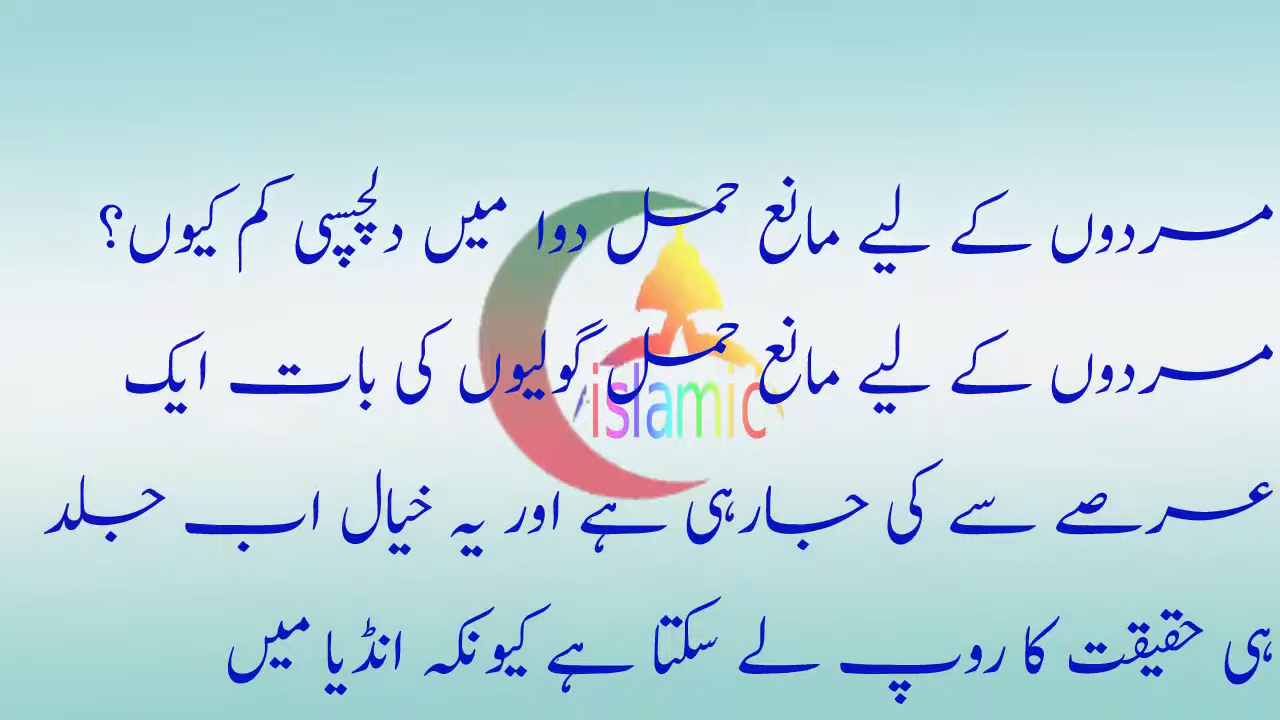 مردوں کے لیے مانع حمل دوا میں دلچسپی کم کیوں؟
مردوں کے لیے مانع حمل گولیوں کی بات ایک
عرصے سے کی جارہی ہے اور یہ خیال اب جلد
ہی حقیقت کا روپ لے سکتا ہے کیونکہ انڈیا میں
islamic